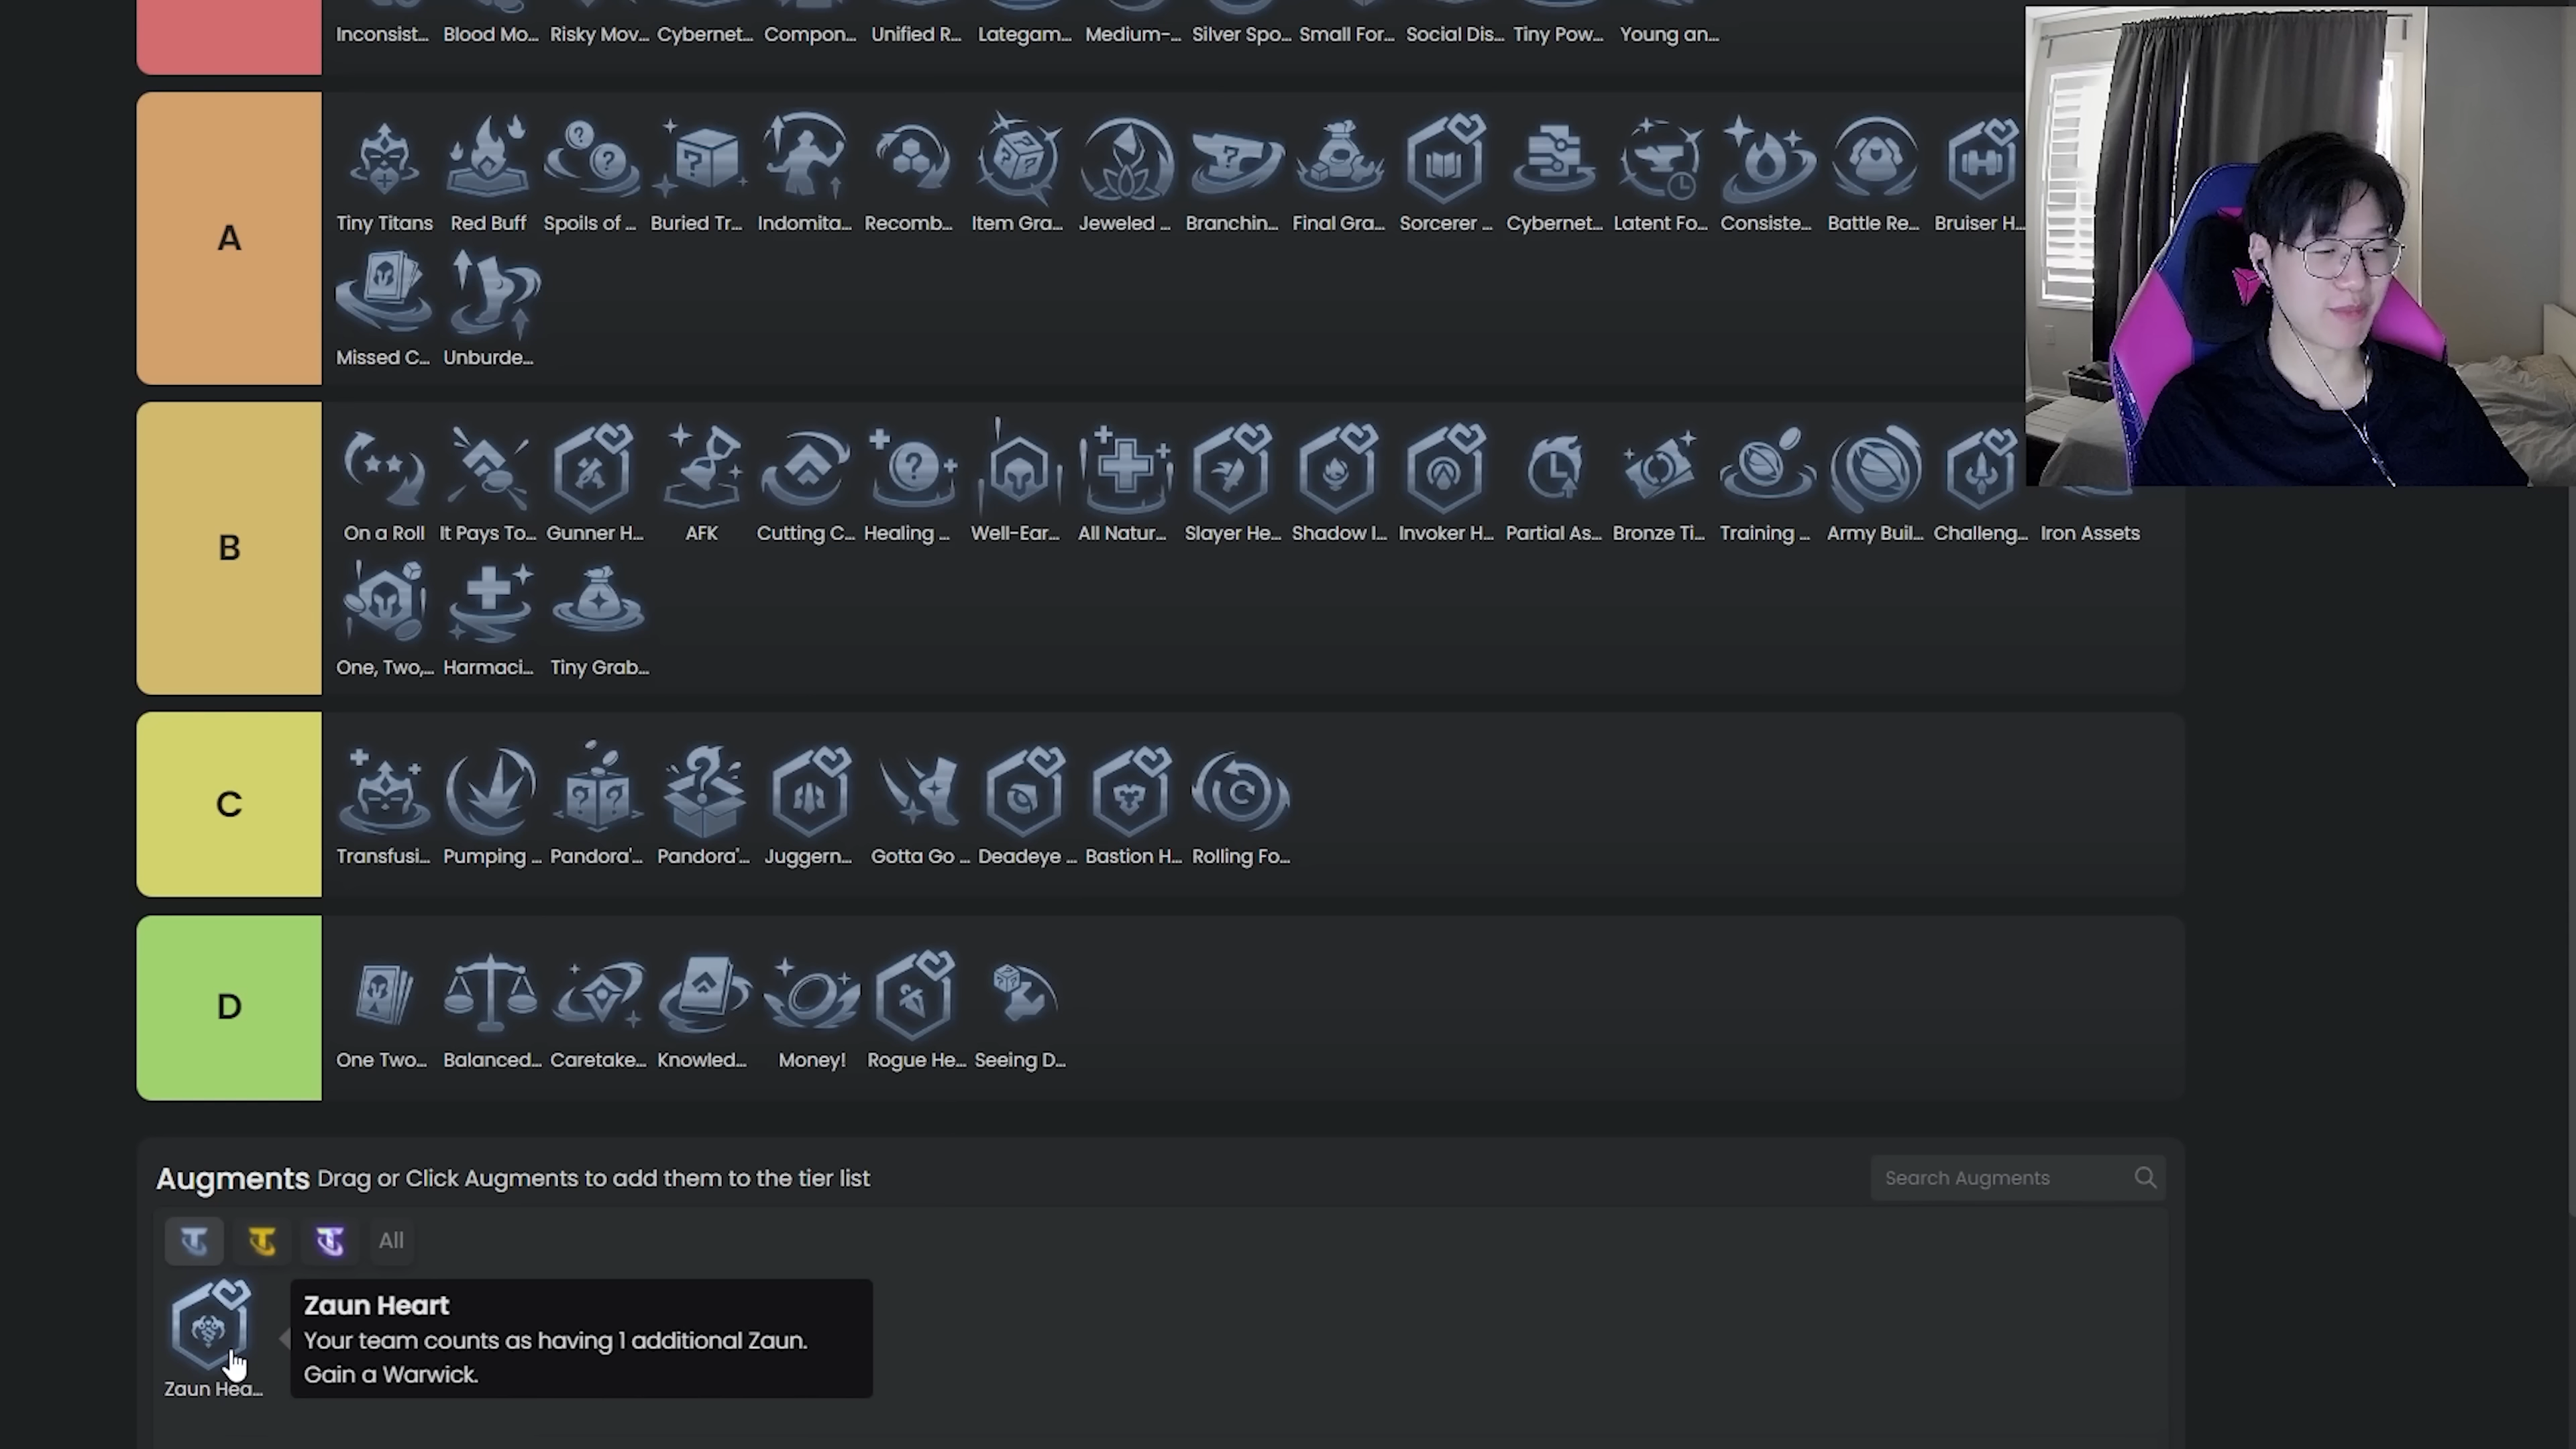 Inconsist... Blood Mo... Risky Mov... Cybernet... Compon... Unified R... Lategam... Medium-... Silver Spo... Small For... Social Dis... Tiny Pow... Young an...
A
Tiny Titans Red Buff Spoils of ... Buried Tr... Indomita... Recomb... Item Gra... Jeweled ... Branchin... Final Gra... Sorcerer ... Cybernet... Latent Fo... Consiste... Battle Re... Bruiser H...
Missed C... Unburde...
B
On a Roll It Pays To... Gunner H... AFK Cutting C... Healing ... Well-Ear... All Natur... Slayer He... Shadow I... Invoker H... Partial As... Bronze Ti... Training ... Army Buil... Challeng... Iron Assets
One, Two,... Harmaci... Tiny Grab...
C
Transfusi... Pumping ... Pandora'... Pandora'... Juggern... Gotta Go ... Deadeye ... Bastion H... Rolling Fo...
D
One Two... Balanced... Caretake... Knowled... Money! Rogue He... Seeing D...
Augments Drag or Click Augments to add them to the tier list
Search Augments
All
Zaun Heart
Your team counts as having 1 additional Zaun.
Gain a Warwick.
Zaun Hea...